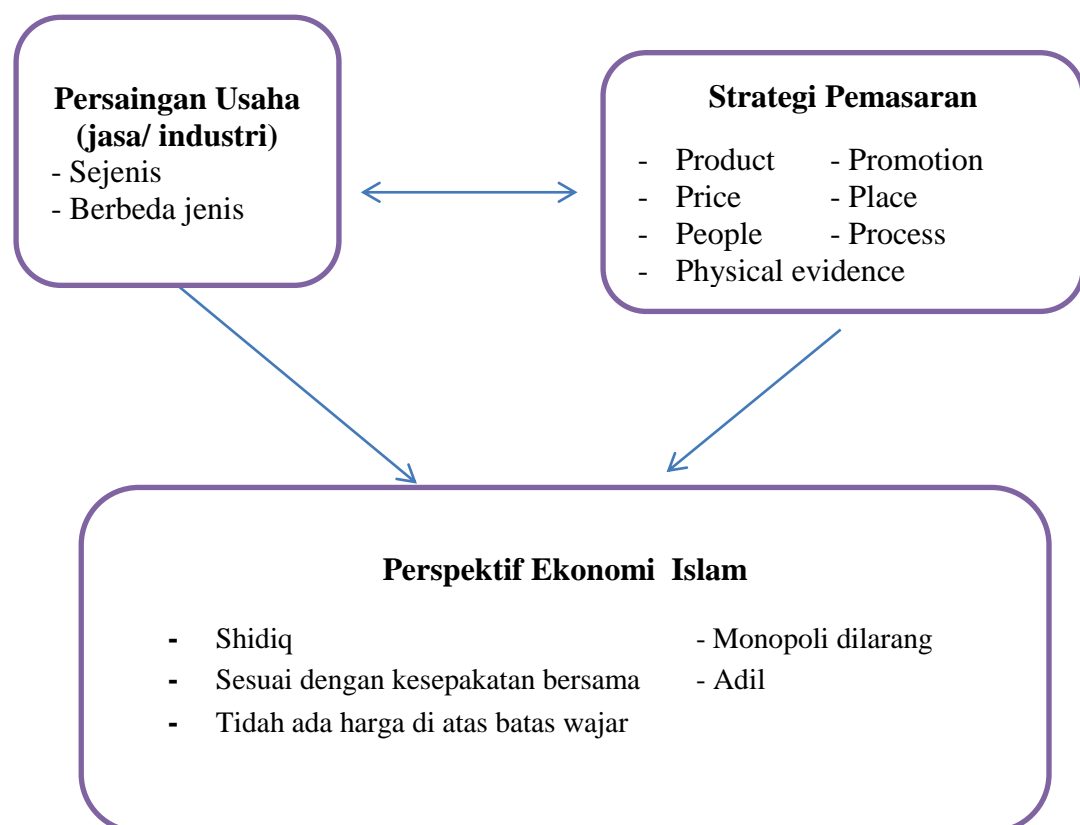 Persaingan Usaha
(jasa/ industri)
- Sejenis
- Berbeda jenis
Strategi Pemasaran
- Product - Promotion
- Price - Place
- People - Process
- Physical evidence
Perspektif Ekonomi Islam
- Shidiq - Monopoli dilarang
- Sesuai dengan kesepakatan bersama - Adil
- Tidah ada harga di atas batas wajar